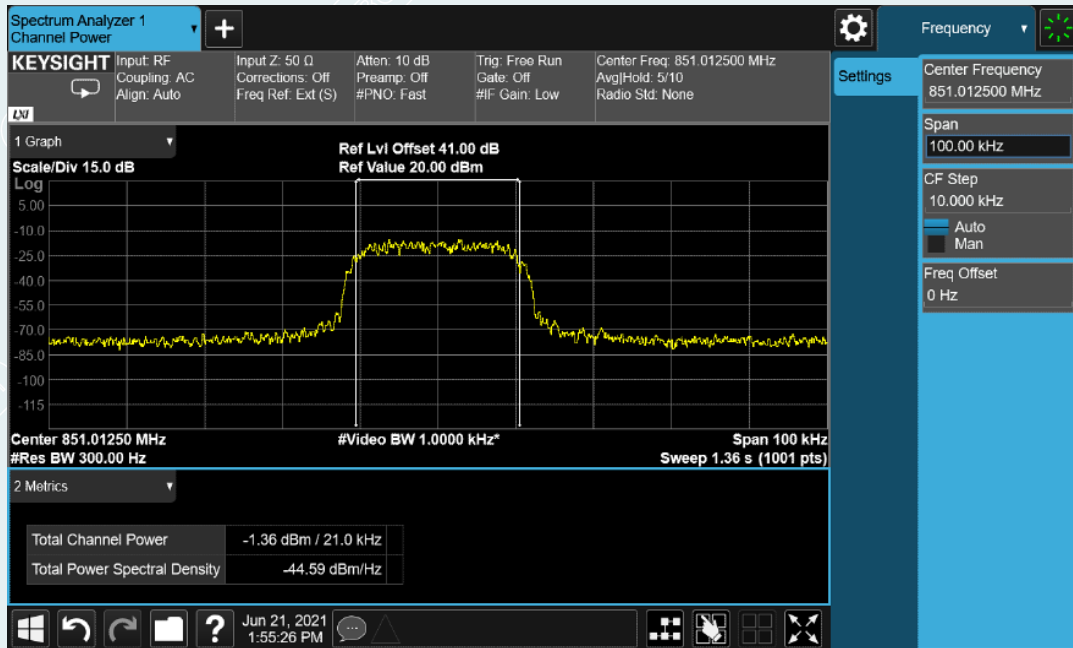 Spectrum Analyzer 1
Channel Power
KEYSIGHT
Input: RF
Coupling: AC
Align: Auto
Input Z: 50 Ω
Corrections: Off
Freq Ref: Ext (S)
Atten: 10 dB
Preamp: Off
#PNO: Fast
Trig: Free Run
Gate: Off
#IF Gain: Low
Center Freq: 851.012500 MHz
Avg|Hold: 5/10
Radio Std: None
LXI
Frequency
Settings
Center Frequency
851.012500 MHz
Span
100.00 kHz
CF Step
10.000 kHz
Auto
Man
Freq Offset
0 Hz
1 Graph
Scale/Div 15.0 dB
Ref Lvl Offset 41.00 dB
Ref Value 20.00 dBm
Log
5.00
-10.0
-25.0
-40.0
-55.0
-70.0
-85.0
-100
-115
Center 851.01250 MHz
#Res BW 300.00 Hz
#Video BW 1.0000 kHz*
Span 100 kHz
Sweep 1.36 s (1001 pts)
2 Metrics
Total Channel Power -1.36 dBm / 21.0 kHz
Total Power Spectral Density -44.59 dBm/Hz
?
Jun 21, 2021
1:55:26 PM